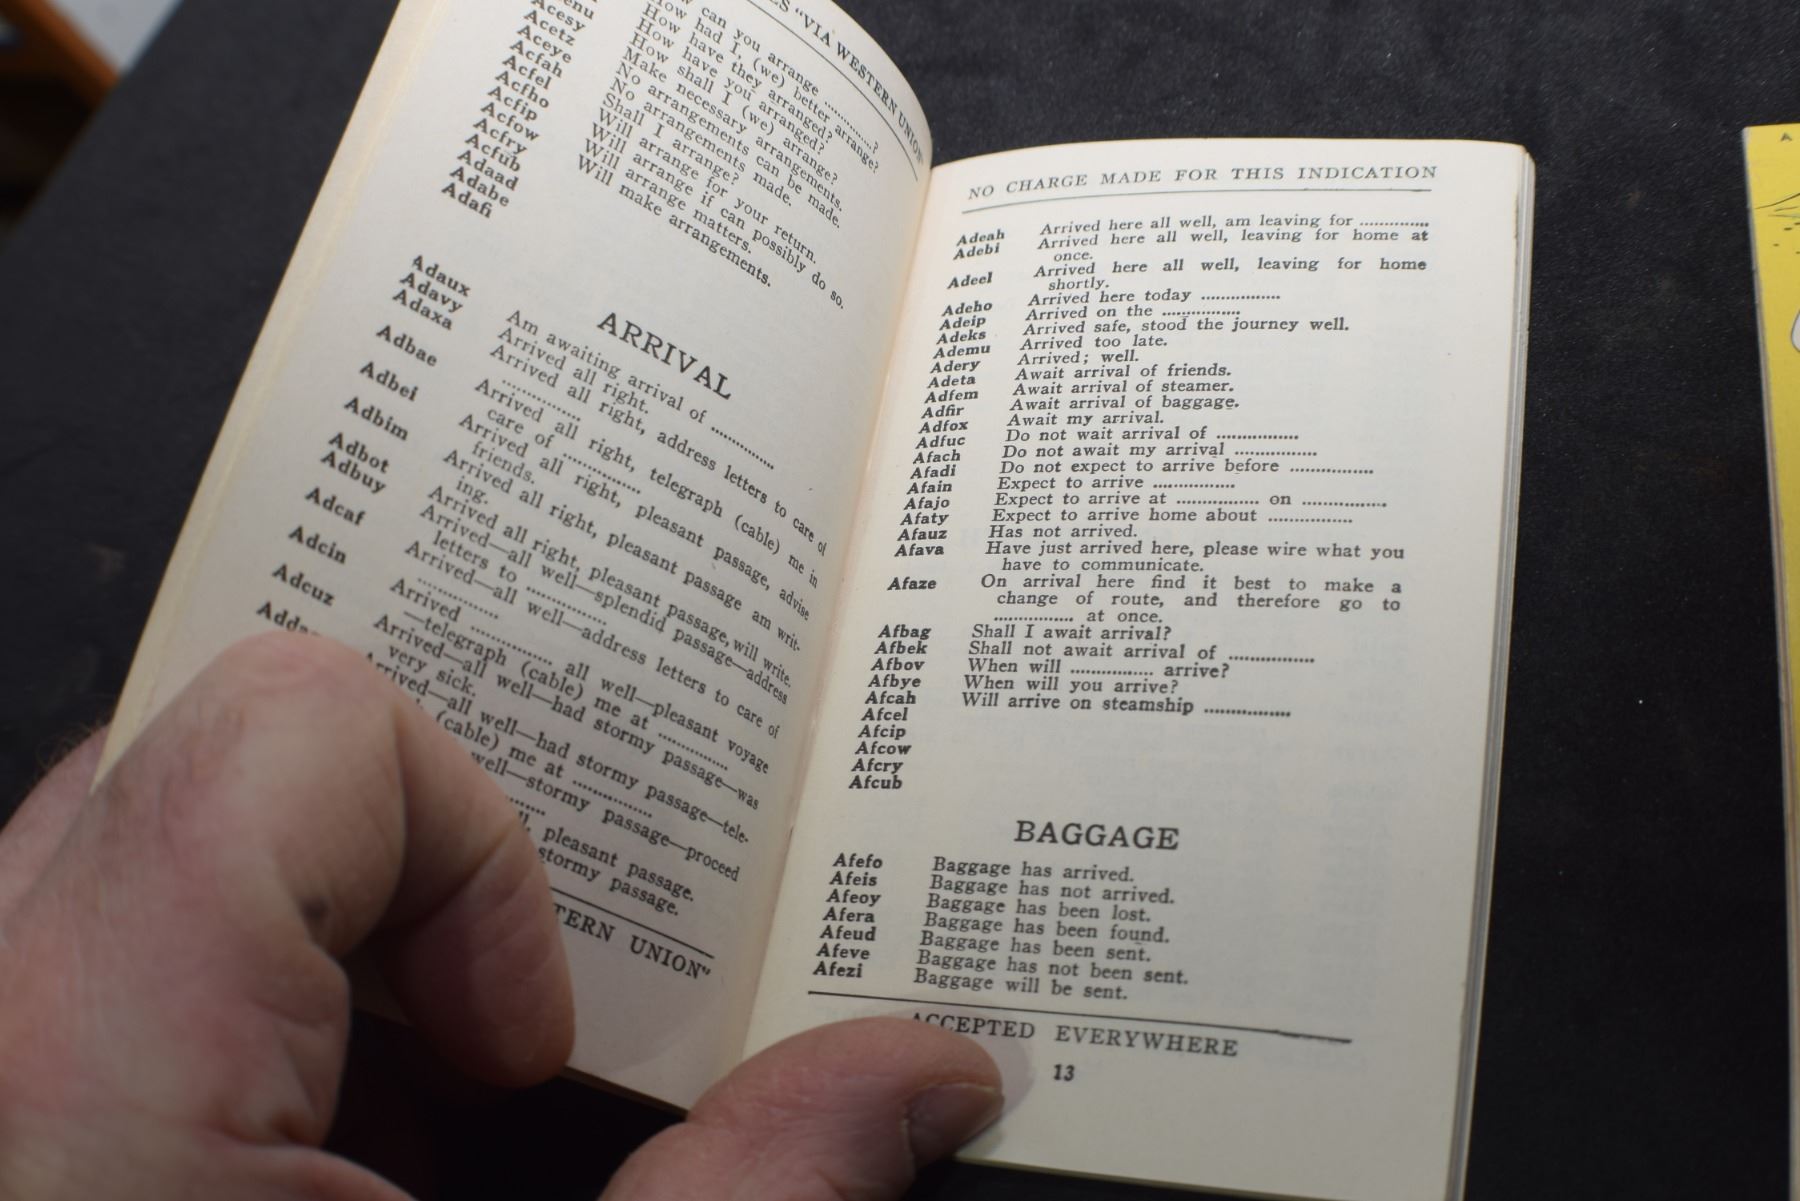 "VIA WESTERN UNION"
Acesy How can you arrange ...............?
Acetz How had I, (we) better arrange?
Aceye How have they arranged?
Acfah How have you arranged?
Acfel How shall I (we) arrange?
Acfho Make necessary arrangements.
Acfip No arrangements can be made.
Acfow No arrangements made.
Acfry Shall I arrange?
Acfub Will arrange for your return.
Adaad Will arrange if can possibly do so.
Adabe Will arrange matters.
Adafi Will make arrangements.
ARRIVAL
Adaux Am awaiting arrival of ...............
Adavy Arrived all right.
Adaxa Arrived all right, address letters to care of
...............
Adbae Arrived all right, telegraph (cable) me in
care of ...............
Adbei Arrived all right, pleasant passage, advise
friends.
Adbim Arrived all right, pleasant passage am writ-
ing.
Adbot Arrived all right, pleasant passage, will write.
Adbuy Arrived—all well—splendid passage—address
letters to ...............
Adcaf Arrived—all well—address letters to care of
...............
Adcin Arrived ............... all well—pleasant voyage
—telegraph (cable) me at ...............
Adcuz Arrived—all well—had stormy passage—was
very sick.
Arrived—all well—had stormy passage—tele-
(cable) me at ...............
well—stormy passage—proceed
...............
pleasant passage.
stormy passage.
UNION"
NO CHARGE MADE FOR THIS INDICATION
Adeah Arrived here all well, am leaving for ...............
Adebi Arrived here all well, leaving for home at
once.
Adeel Arrived here all well, leaving for home
shortly.
Adeho Arrived here today ...............
Adeip Arrived on the ...............
Adeks Arrived safe, stood the journey well.
Ademu Arrived too late.
Adery Arrived; well.
Adeta Await arrival of friends.
Adfem Await arrival of steamer.
Adfir Await arrival of baggage.
Adfox Await my arrival.
Adfuc Do not wait arrival of ...............
Afach Do not await my arrival ...............
Afadi Do not expect to arrive before ...............
Afain Expect to arrive ...............
Afajo Expect to arrive at ............... on ...............
Afaty Expect to arrive home about ...............
Afauz Has not arrived.
Afava Have just arrived here, please wire what you
have to communicate.
Afaze On arrival here find it best to make a
change of route, and therefore go to
............... at once.
Afbag Shall I await arrival?
Afbek Shall not await arrival of ...............
Afbov When will ............... arrive?
Afbye When will you arrive?
Afcah Will arrive on steamship ...............
Afcel
Afcip
Afcow
Afcry
Afcub
BAGGAGE
Afefo Baggage has arrived.
Afeis Baggage has not arrived.
Afeoy Baggage has been lost.
Afera Baggage has been found.
Afeud Baggage has been sent.
Afeve Baggage has not been sent.
Afezi Baggage will be sent.
ACCEPTED EVERYWHERE
13